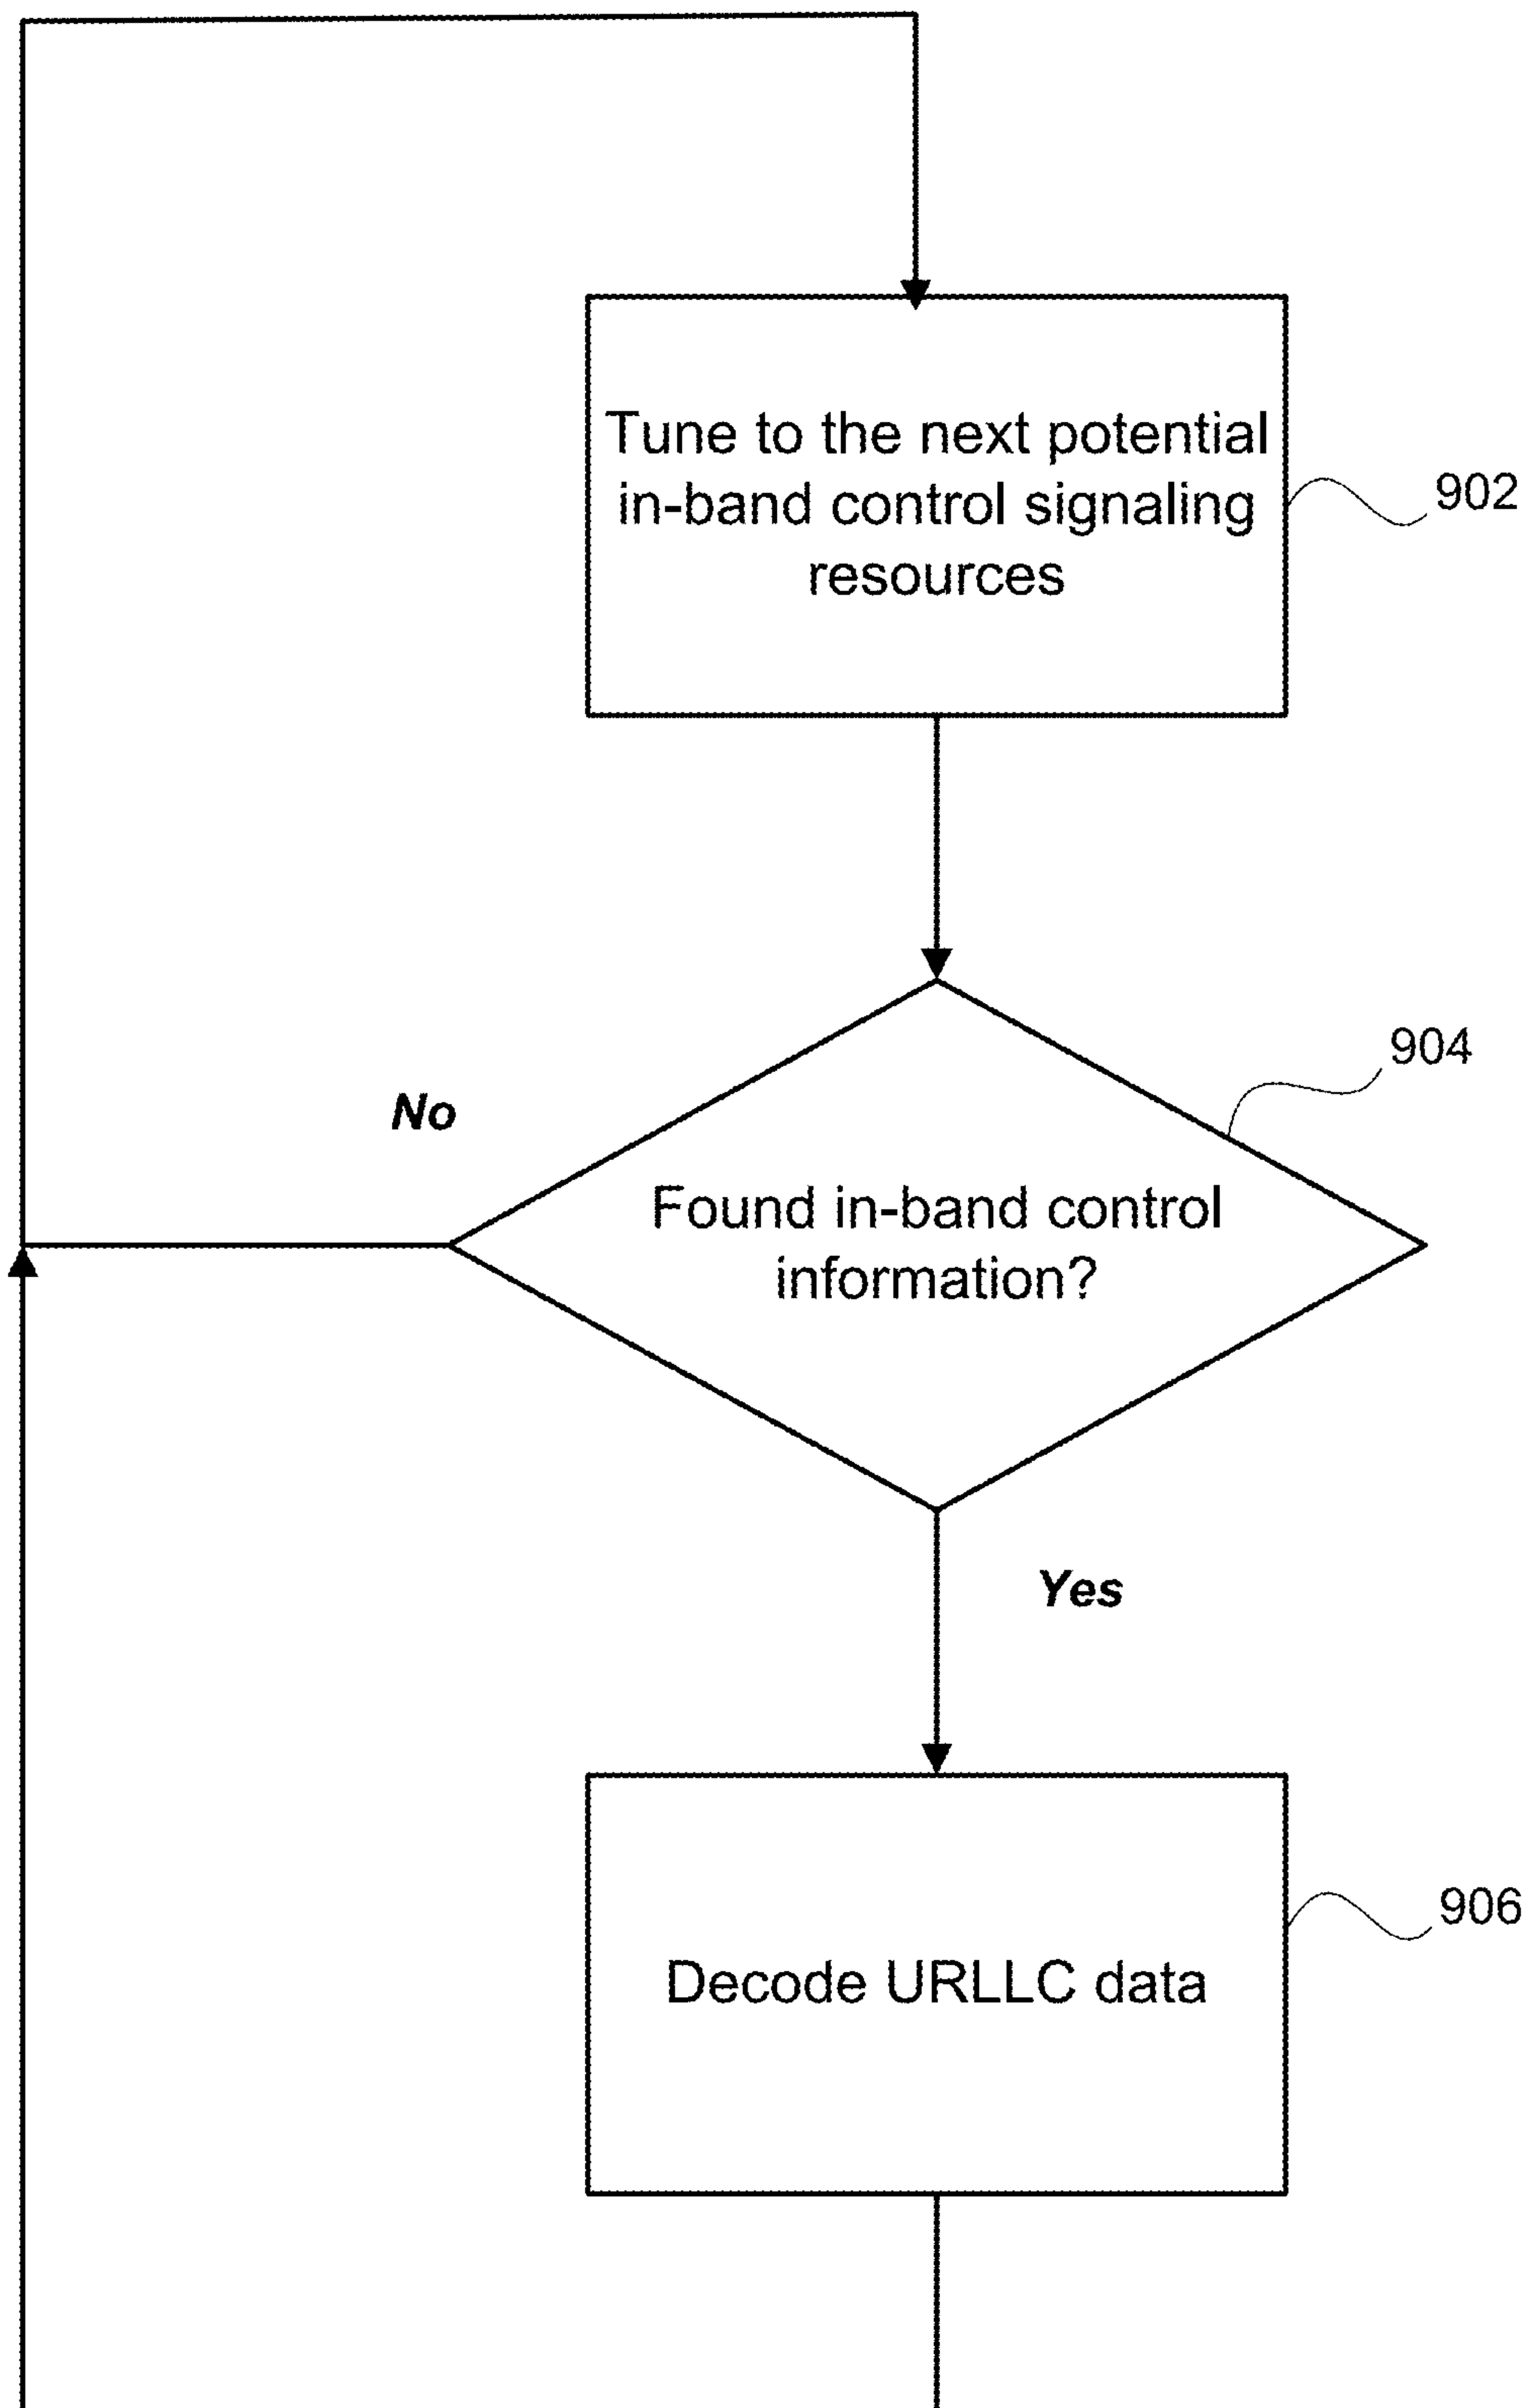 Tune to the next potential
in-band control signaling
resources
902
904
No
Found in-band control
information?
Yes
906
Decode URLLC data